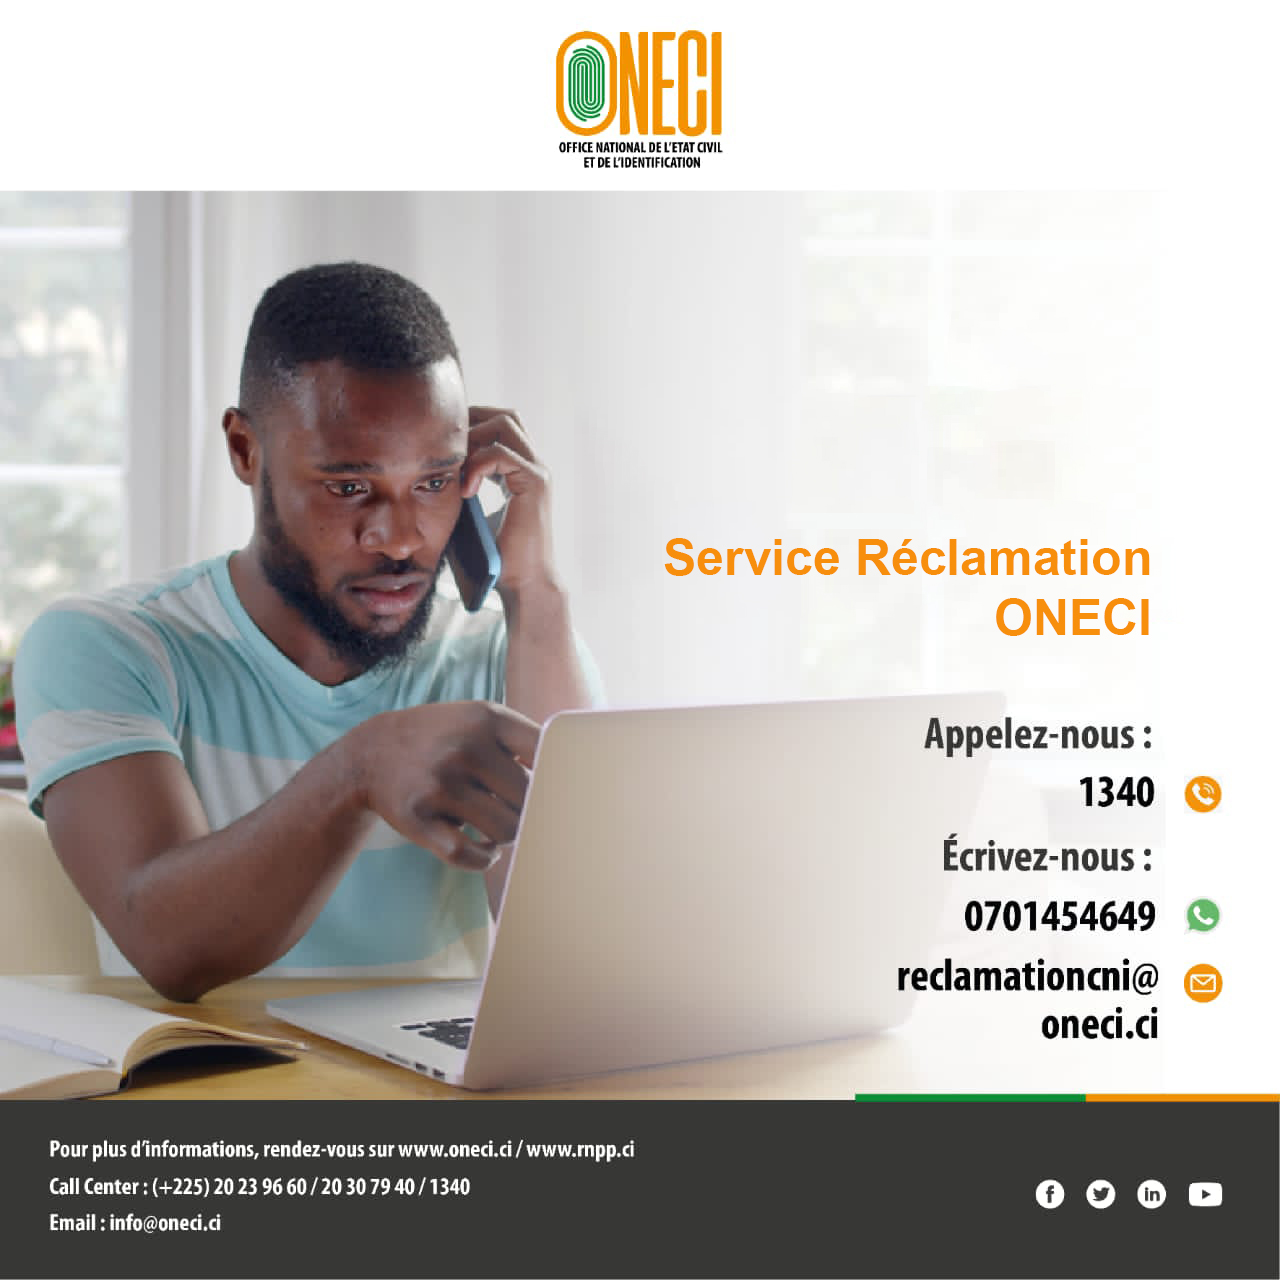 ONECI
OFFICE NATIONAL DE L'ETAT CIVIL
ET DE L'IDENTIFICATION
Service Réclamation
ONECI
Appelez-nous :
1340
Écrivez-nous :
0701454649
reclamationcni@
oneci.ci
Pour plus d'informations, rendez-vous sur www.oneci.ci / www.rnpp.ci
Call Center : (+225) 20 23 96 60 / 20 30 79 40 / 1340
Email : info@oneci.ci